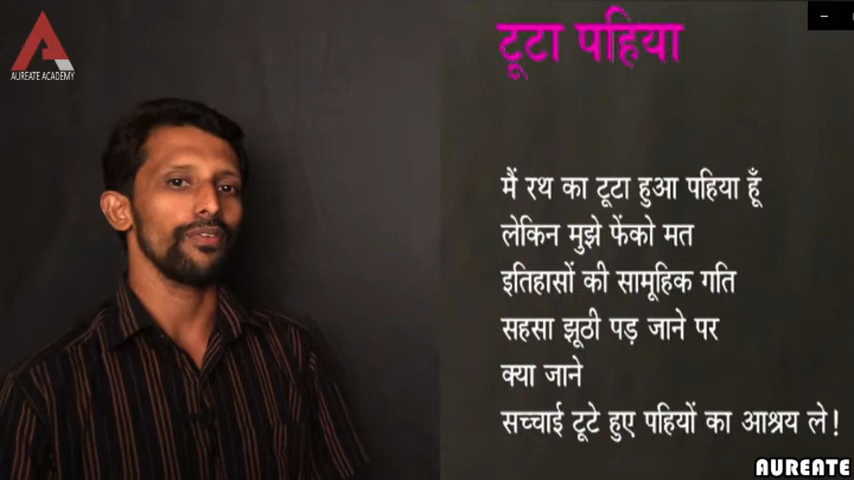 AUREATE ACADEMY
टूटा पहिया
मैं रथ का टूटा हुआ पहिया हूँ
लेकिन मुझे फेंको मत
इतिहासों की सामूहिक गति
सहसा झूठी पड़ जाने पर
क्या जाने
सच्चाई टूटे हुए पहियों का आश्रय ले!
AUREATE